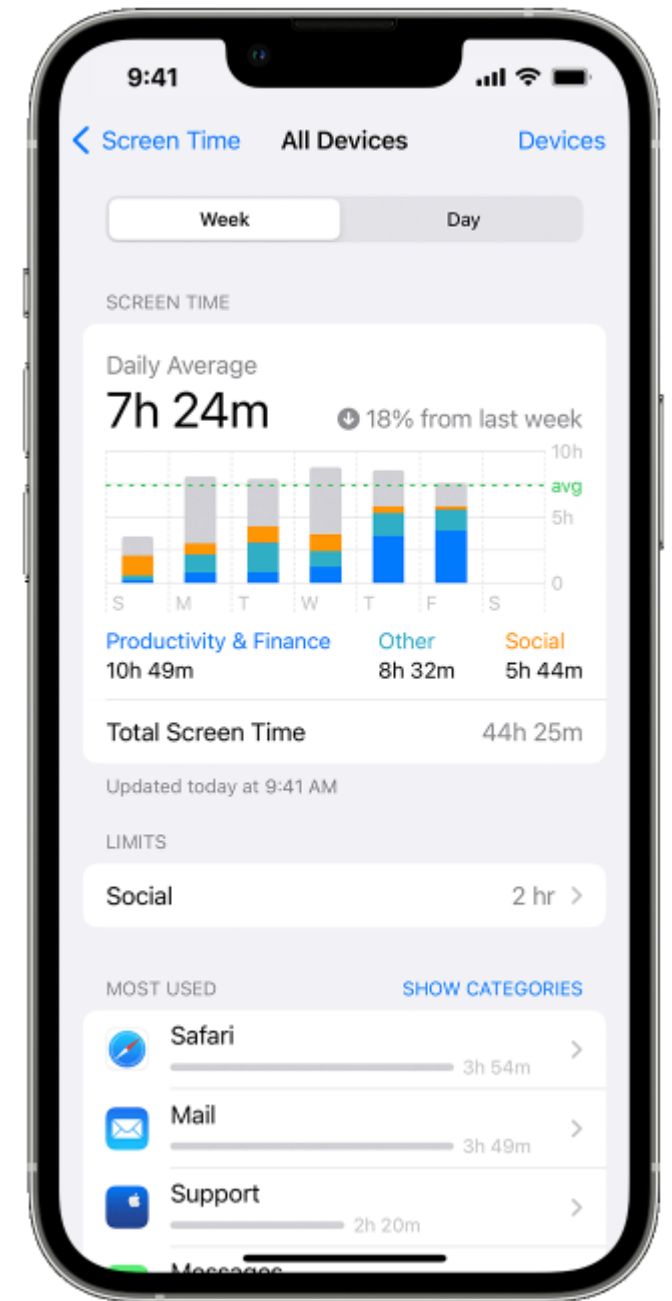 9:41
Screen Time All Devices Devices
Week Day
SCREEN TIME
Daily Average
7h 24m 18% from last week
10h
avg
5h
0
S M T W T F S
Productivity & Finance Other Social
10h 49m 8h 32m 5h 44m
Total Screen Time 44h 25m
Updated today at 9:41 AM
LIMITS
Social 2 hr
MOST USED SHOW CATEGORIES
Safari
3h 54m
Mail
3h 49m
Support
2h 20m
Messages